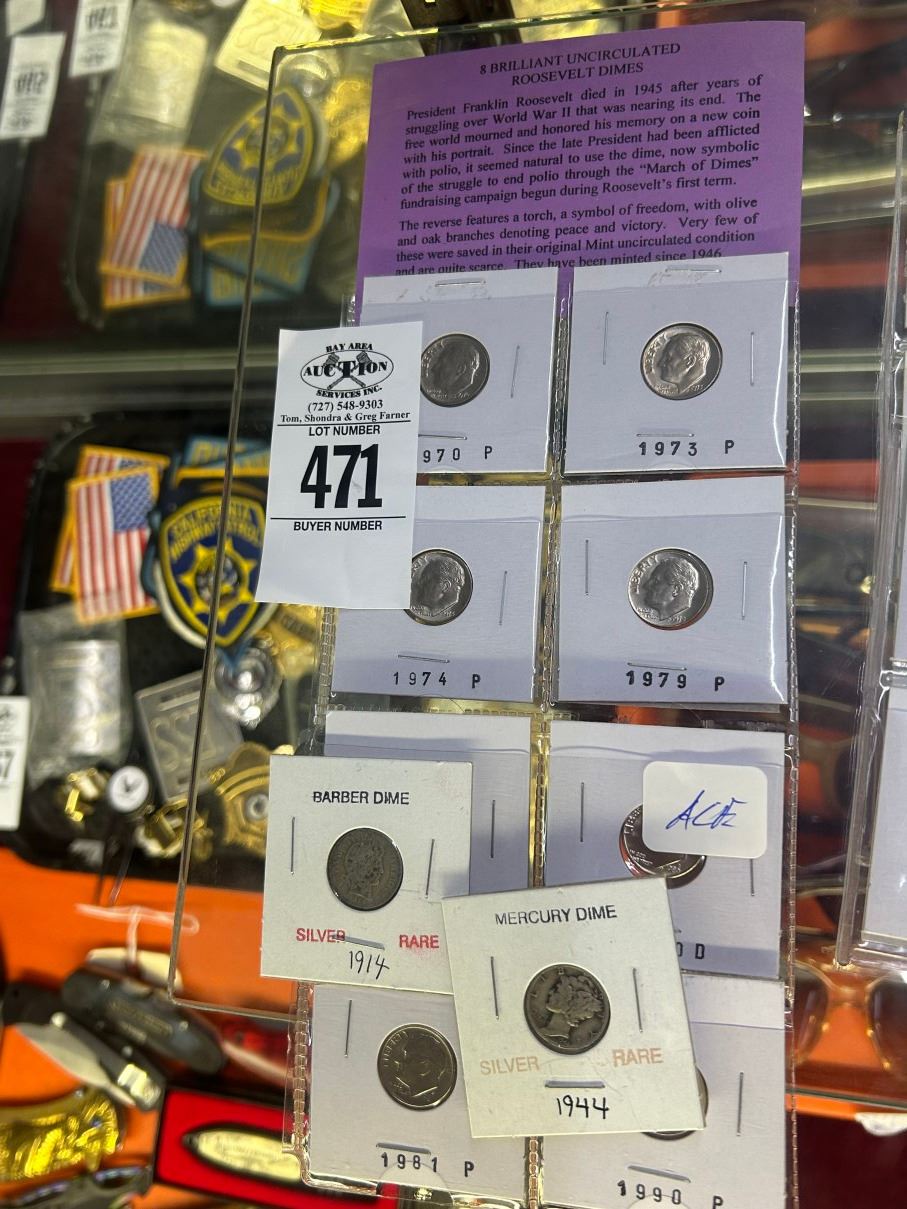 8 BRILLIANT UNCIRCULATED
ROOSEVELT DIMES
President Franklin Roosevelt died in 1945 after years of
struggling over World War II that was nearing its end. The
free world mourned and honored his memory on a new coin
with his portrait. Since the late President had been afflicted
with polio, it seemed natural to use the dime, now symbolic
of the struggle to end polio through the "March of Dimes"
fundraising campaign begun during Roosevelt's first term.
The reverse features a torch, a symbol of freedom, with olive
and oak branches denoting peace and victory. Very few of
these were saved in their original Mint uncirculated condition
and are quite scarce. They have been minted since 1946
BAY AREA
AUCTION
SERVICES INC.
(727) 548-9303
Tom, Shondra & Greg Farner
LOT NUMBER
471
BUYER NUMBER
970 P
1973 P
1974 P
1979 P
BARBER DIME
SILVER RARE
1914
ACE
0 D
MERCURY DIME
SILVER RARE
1944
1981 P
1990 P
CALIFORNIA
HIGHWAY PATROL
LIBERTY
LIBERTY